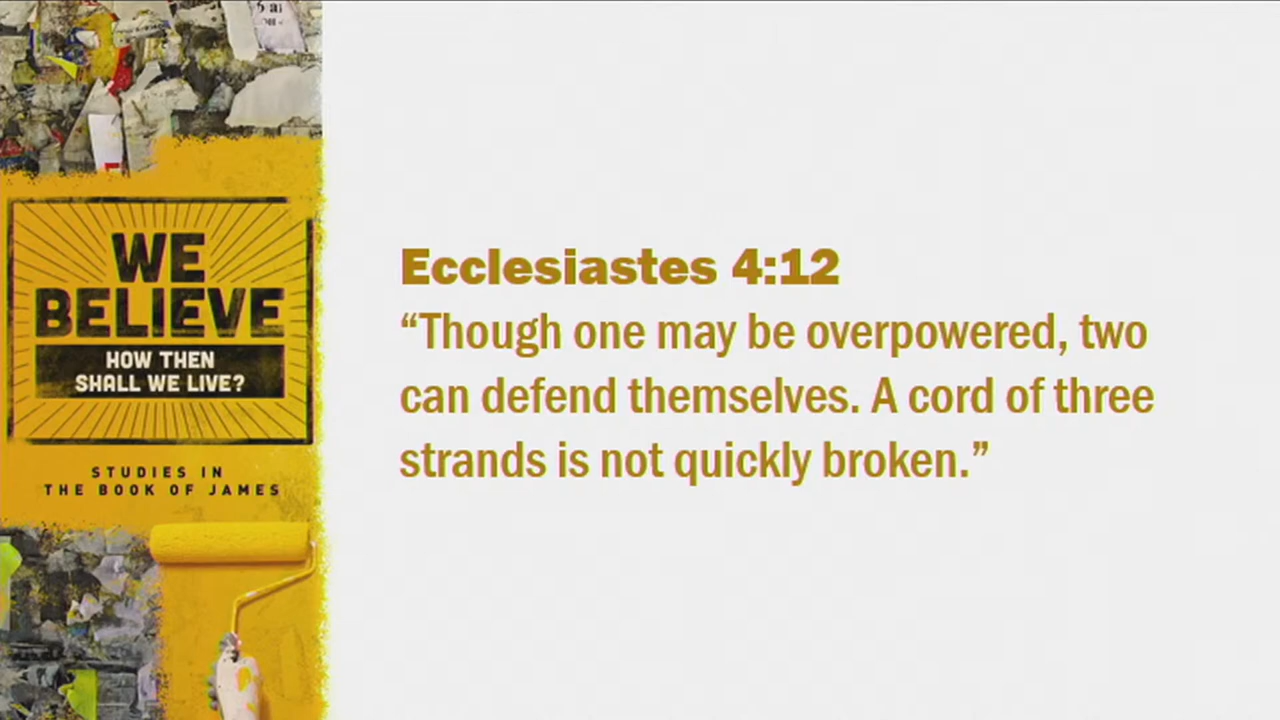 WE
BELIEVE
HOW THEN
SHALL WE LIVE?
STUDIES IN
THE BOOK OF JAMES
Ecclesiastes 4:12
“Though one may be overpowered, two
can defend themselves. A cord of three
strands is not quickly broken.”